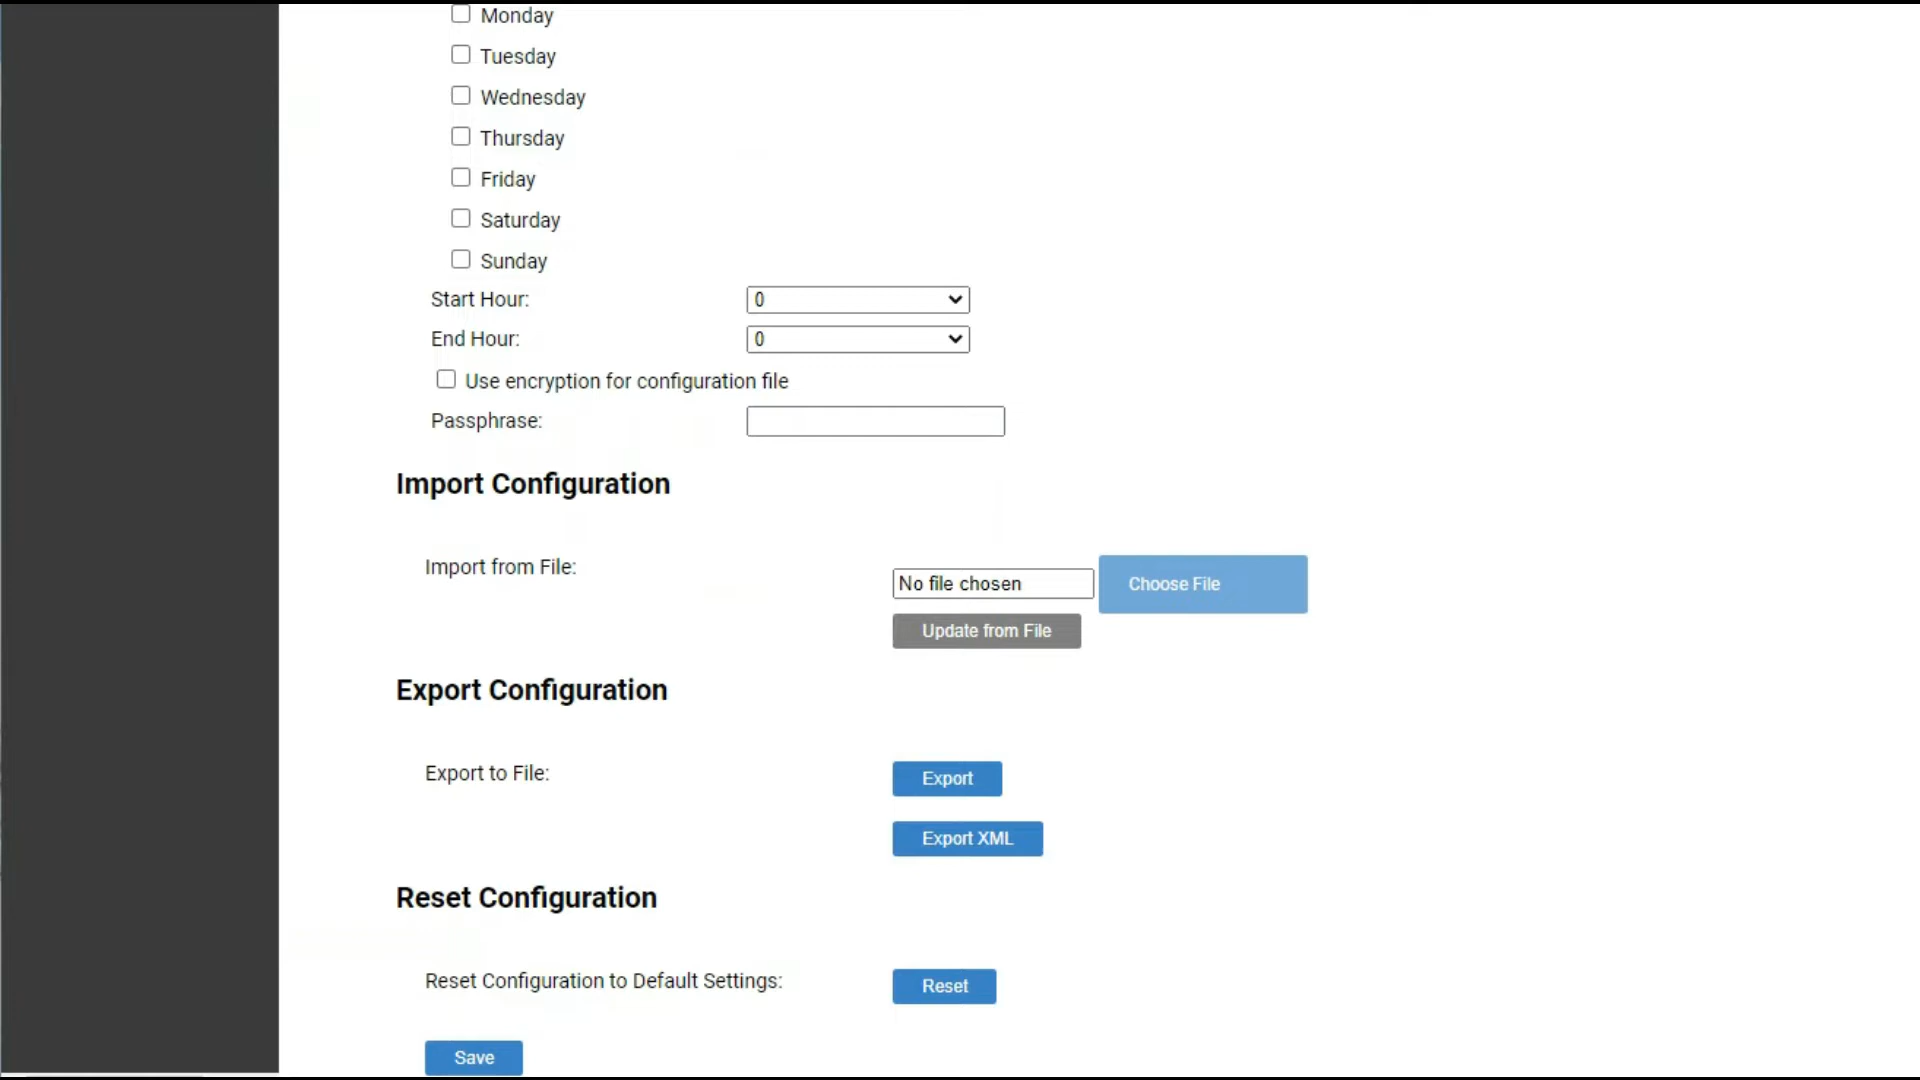 Monday
Tuesday
Wednesday
Thursday
Friday
Saturday
Sunday
Start Hour: 0
End Hour: 0
Use encryption for configuration file
Passphrase:
Import Configuration
Import from File: No file chosen Choose File
Update from File
Export Configuration
Export to File: Export
Export XML
Reset Configuration
Reset Configuration to Default Settings: Reset
Save